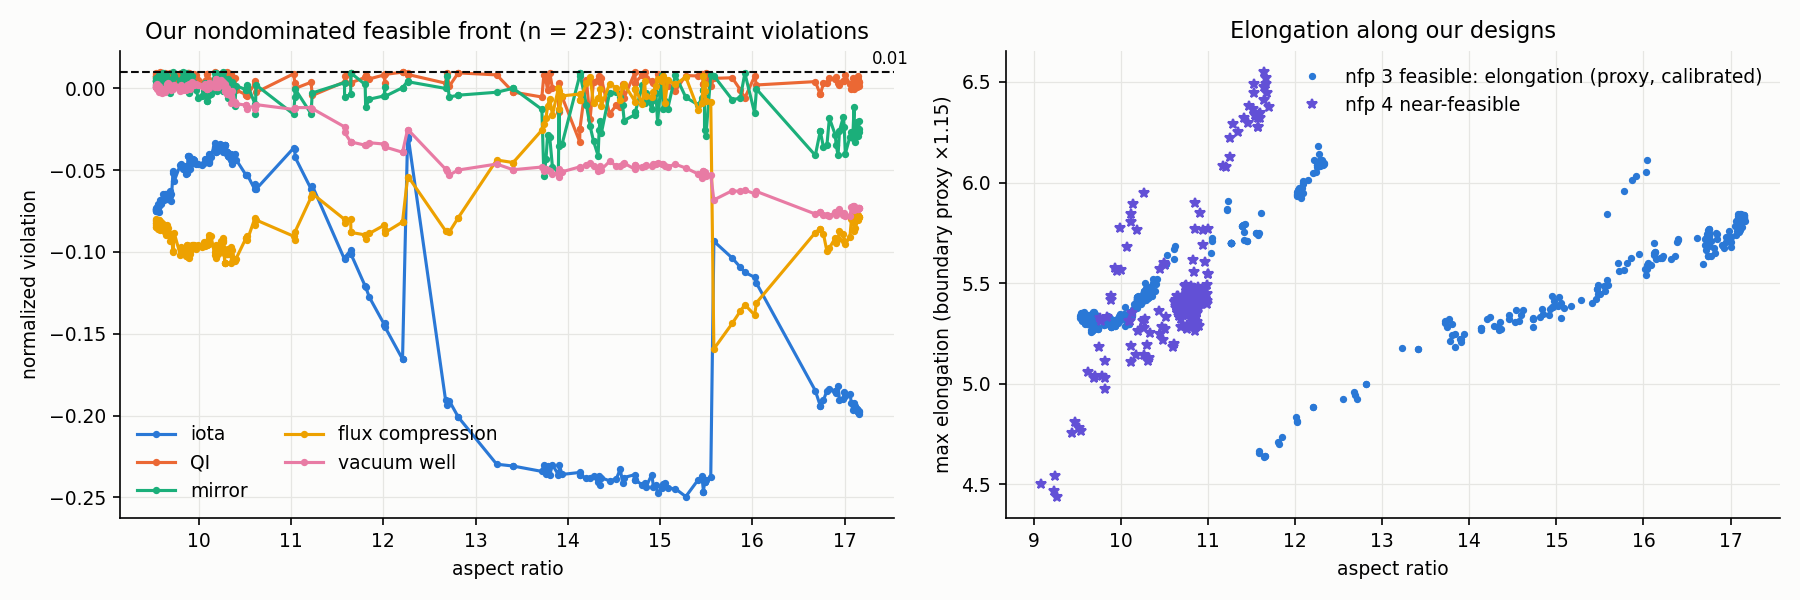 Our nondominated feasible front (n = 223): constraint violations
0.01
0.00
−0.05
−0.10
−0.15
−0.20
−0.25
normalized violation
iota
QI
mirror
flux compression
vacuum well
10 11 12 13 14 15 16 17
aspect ratio
Elongation along our designs
nfp 3 feasible: elongation (proxy, calibrated)
nfp 4 near-feasible
6.5
6.0
5.5
5.0
4.5
max elongation (boundary proxy ×1.15)
9 10 11 12 13 14 15 16 17
aspect ratio